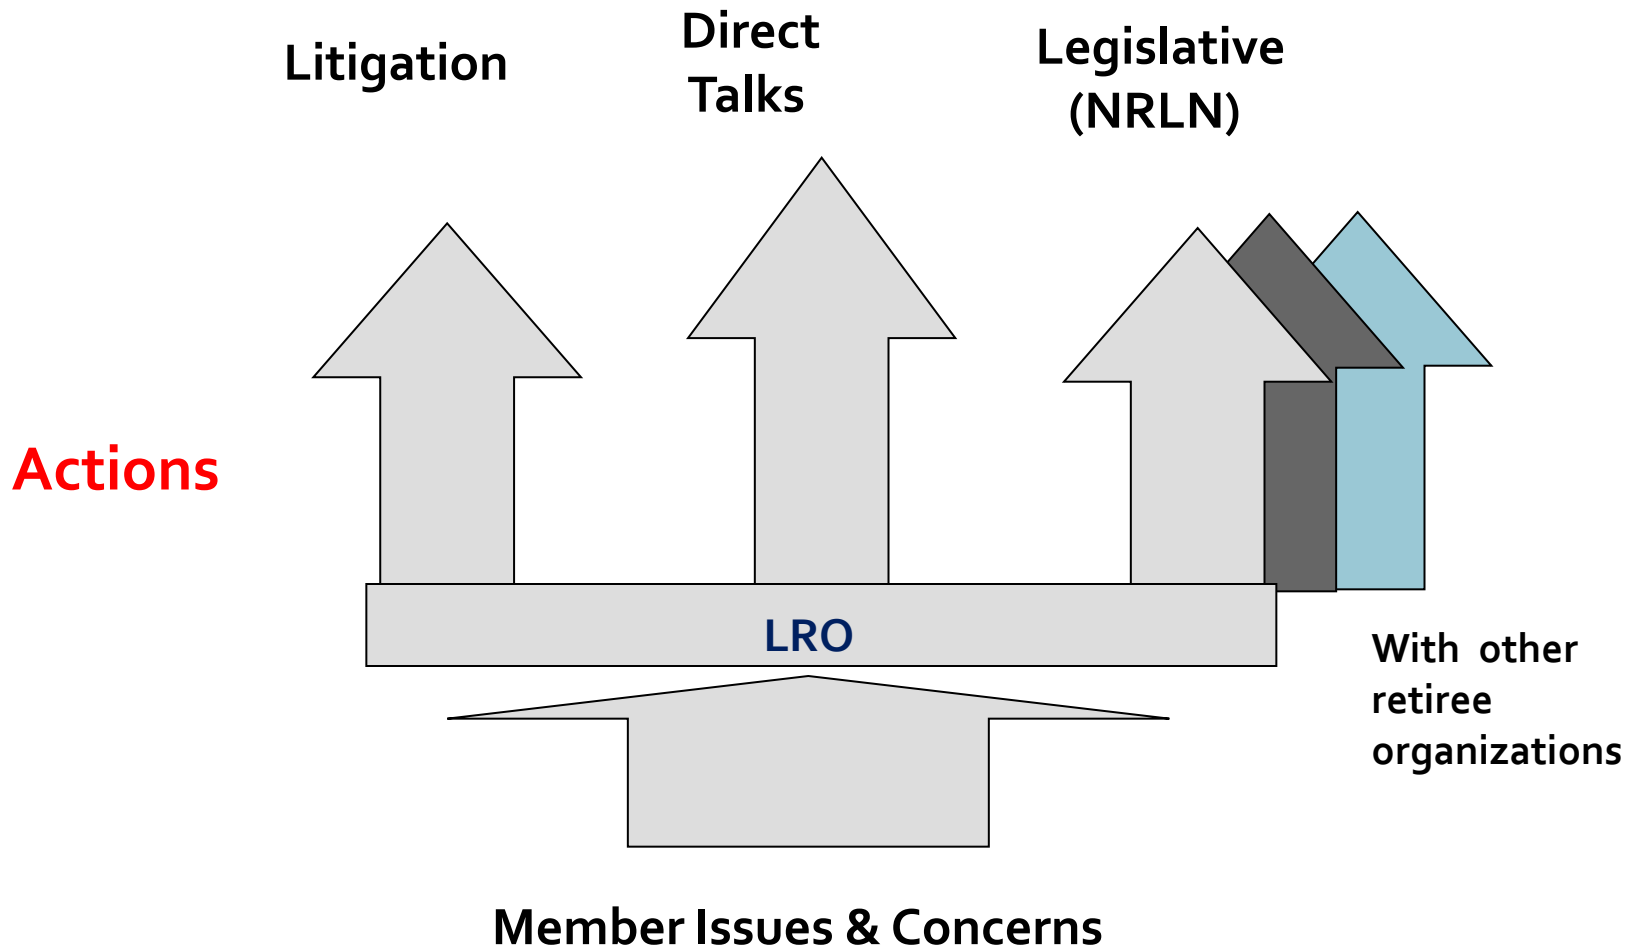 Litigation
Direct
Talks
Legislative
(NRLN)
Actions
LRO
With other
retiree
organizations
Member Issues & Concerns